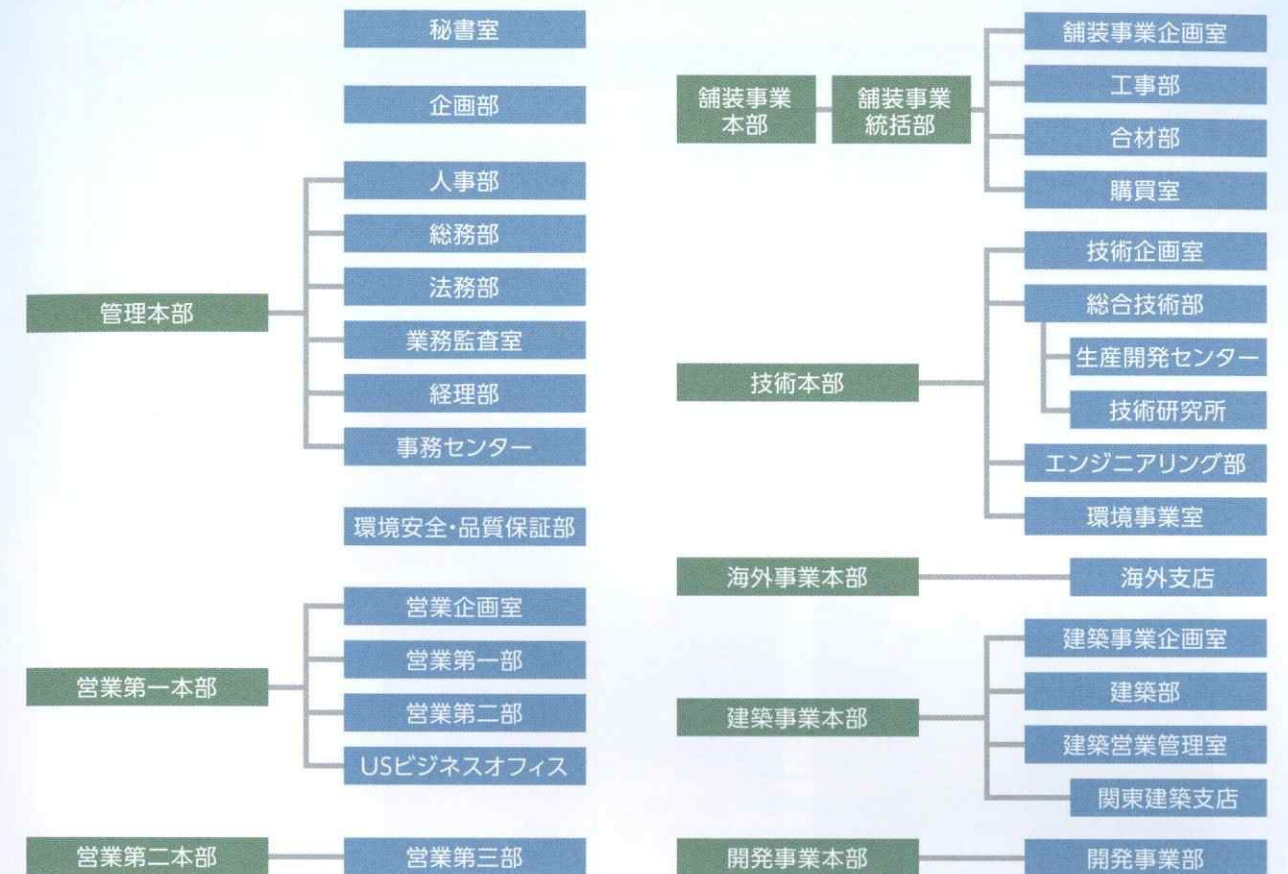 秘書室
企画部
管理本部
人事部
総務部
法務部
業務監査室
経理部
事務センター
環境安全・品質保証部
営業第一本部
営業企画室
営業第一部
営業第二部
USビジネスオフィス
営業第二本部
営業第三部
舗装事業
本部
舗装事業
統括部
舗装事業企画室
工事部
合材部
購買室
技術本部
技術企画室
総合技術部
生産開発センター
技術研究所
エンジニアリング部
環境事業室
海外事業本部
海外支店
建築事業本部
建築事業企画室
建築部
建築営業管理室
関東建築支店
開発事業本部
開発事業部